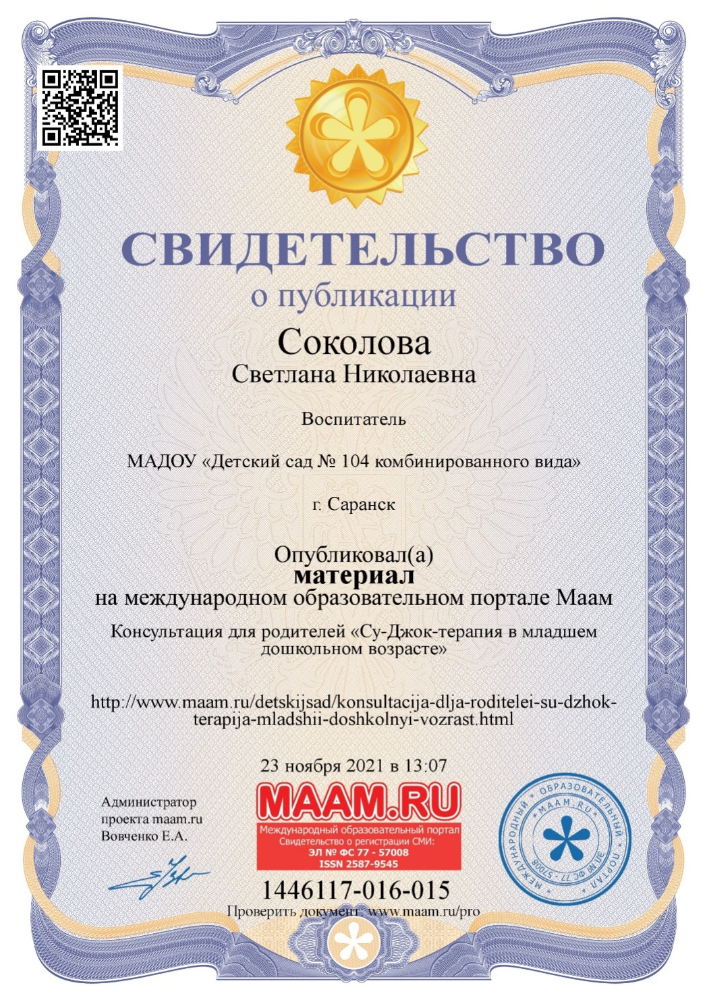 СВИДЕТЕЛЬСТВО
о публикации
Соколова
Светлана Николаевна
Воспитатель
МАДОУ «Детский сад № 104 комбинированного вида»
г. Саранск
Опубликовал(а)
материал
на международном образовательном портале Маам
Консультация для родителей «Су-Джок-терапия в младшем
дошкольном возрасте»
http://www.maam.ru/detskijsad/konsultacija-dlja-roditelei-su-dzhok-
terapija-mladshii-doshkolnyi-vozrast.html
23 ноября 2021 в 13:07
Администратор
проекта maam.ru
Вовченко Е.А.
MAAM.RU
Международный образовательный портал
Свидетельство о регистрации СМИ:
ЭЛ № ФС 77 - 57008
ISSN 2587-9545
* МЕЖДУНАРОДНЫЙ * ОБРАЗОВАТЕЛЬНЫЙ * ПОРТАЛ *
* МААМ.RU * ЭЛ № ФС 77 - 57008
1446117-016-015
Проверить документ: www.maam.ru/pro